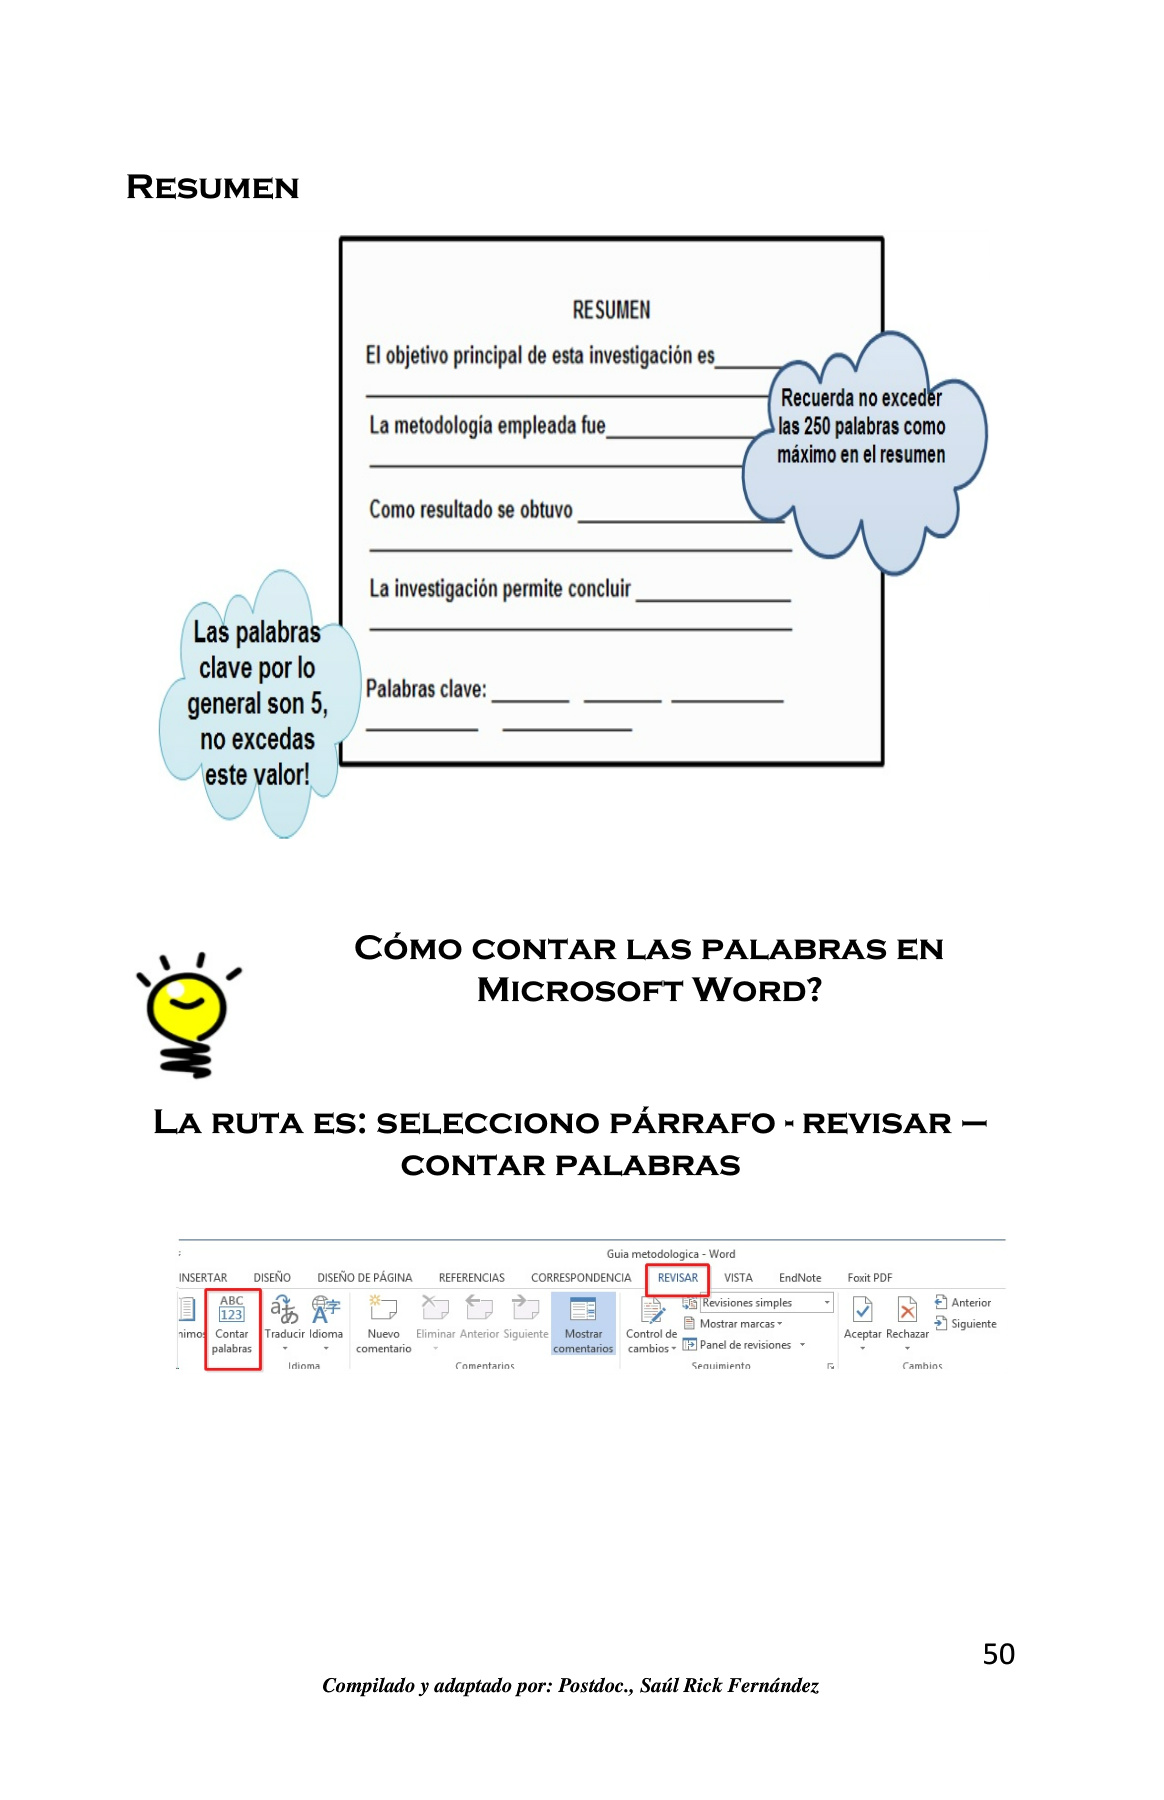 RESUMEN
RESUMEN
El objetivo principal de esta investigación es
La metodología empleada fue
Como resultado se obtuvo
La investigación permite concluir
Palabras clave:
Recuerda no exceder
las 250 palabras como
máximo en el resumen
Las palabras
clave por lo
general son 5,
no excedas
este valor!
CÓMO CONTAR LAS PALABRAS EN
MICROSOFT WORD?
LA RUTA ES: SELECCIONO PÁRRAFO - REVISAR –
CONTAR PALABRAS
Guia metodologica - Word
INSERTAR DISEÑO DISEÑO DE PÁGINA REFERENCIAS CORRESPONDENCIA REVISAR VISTA EndNote Foxit PDF
ABC
123
Contar
palabras
Traducir Idioma
Idioma
Nuevo
comentario
Eliminar Anterior Siguiente
Mostrar
comentarios
Comentarios
Control de
cambios
Revisiones simples
Mostrar marcas
Panel de revisiones
Seguimiento
Aceptar Rechazar
Anterior
Siguiente
Cambios
50
Compilado y adaptado por: Postdoc., Saúl Rick Fernández